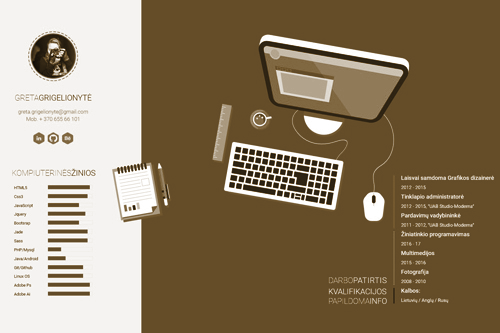 GRETAGRIGELIONYTĖ
greta.grigelionyte@gmail.com
Mob. + 370 655 66 101
KOMPIUTERINĖSŽINIOS
HTML5
Css3
JavaScript
Jquery
Bootsrap
Jade
Sass
PHP/Mysql
Java/Android
Git/Github
Linux OS
Adobe Ps
Adobe Ai
Laisvai samdoma Grafikos dizainerė
2012 - 2015
Tinklapio administratorė
2012 - 2015, "UAB Studio-Moderna"
Pardavimų vadybininkė
2011 - 2012, "UAB Studio-Moderna"
Žiniatinklio programavimas
2016 - 17
Multimedijos
2015 - 2016
Fotografija
2008 - 2010
Kalbos:
Lietuvių / Anglų / Rusų
DARBOPATIRTIS
KVALIFIKACIJOS
PAPILDOMAINFO